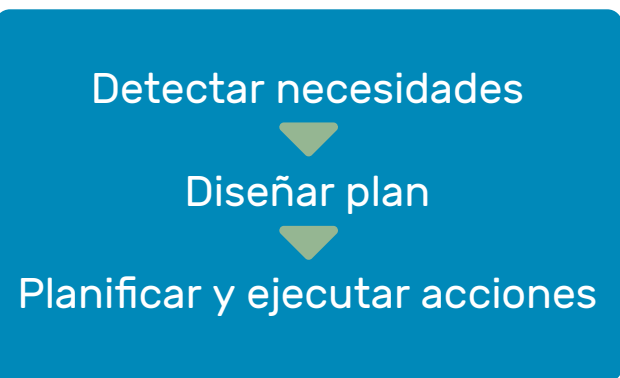 Detectar necesidades
Diseñar plan
Planificar y ejecutar acciones